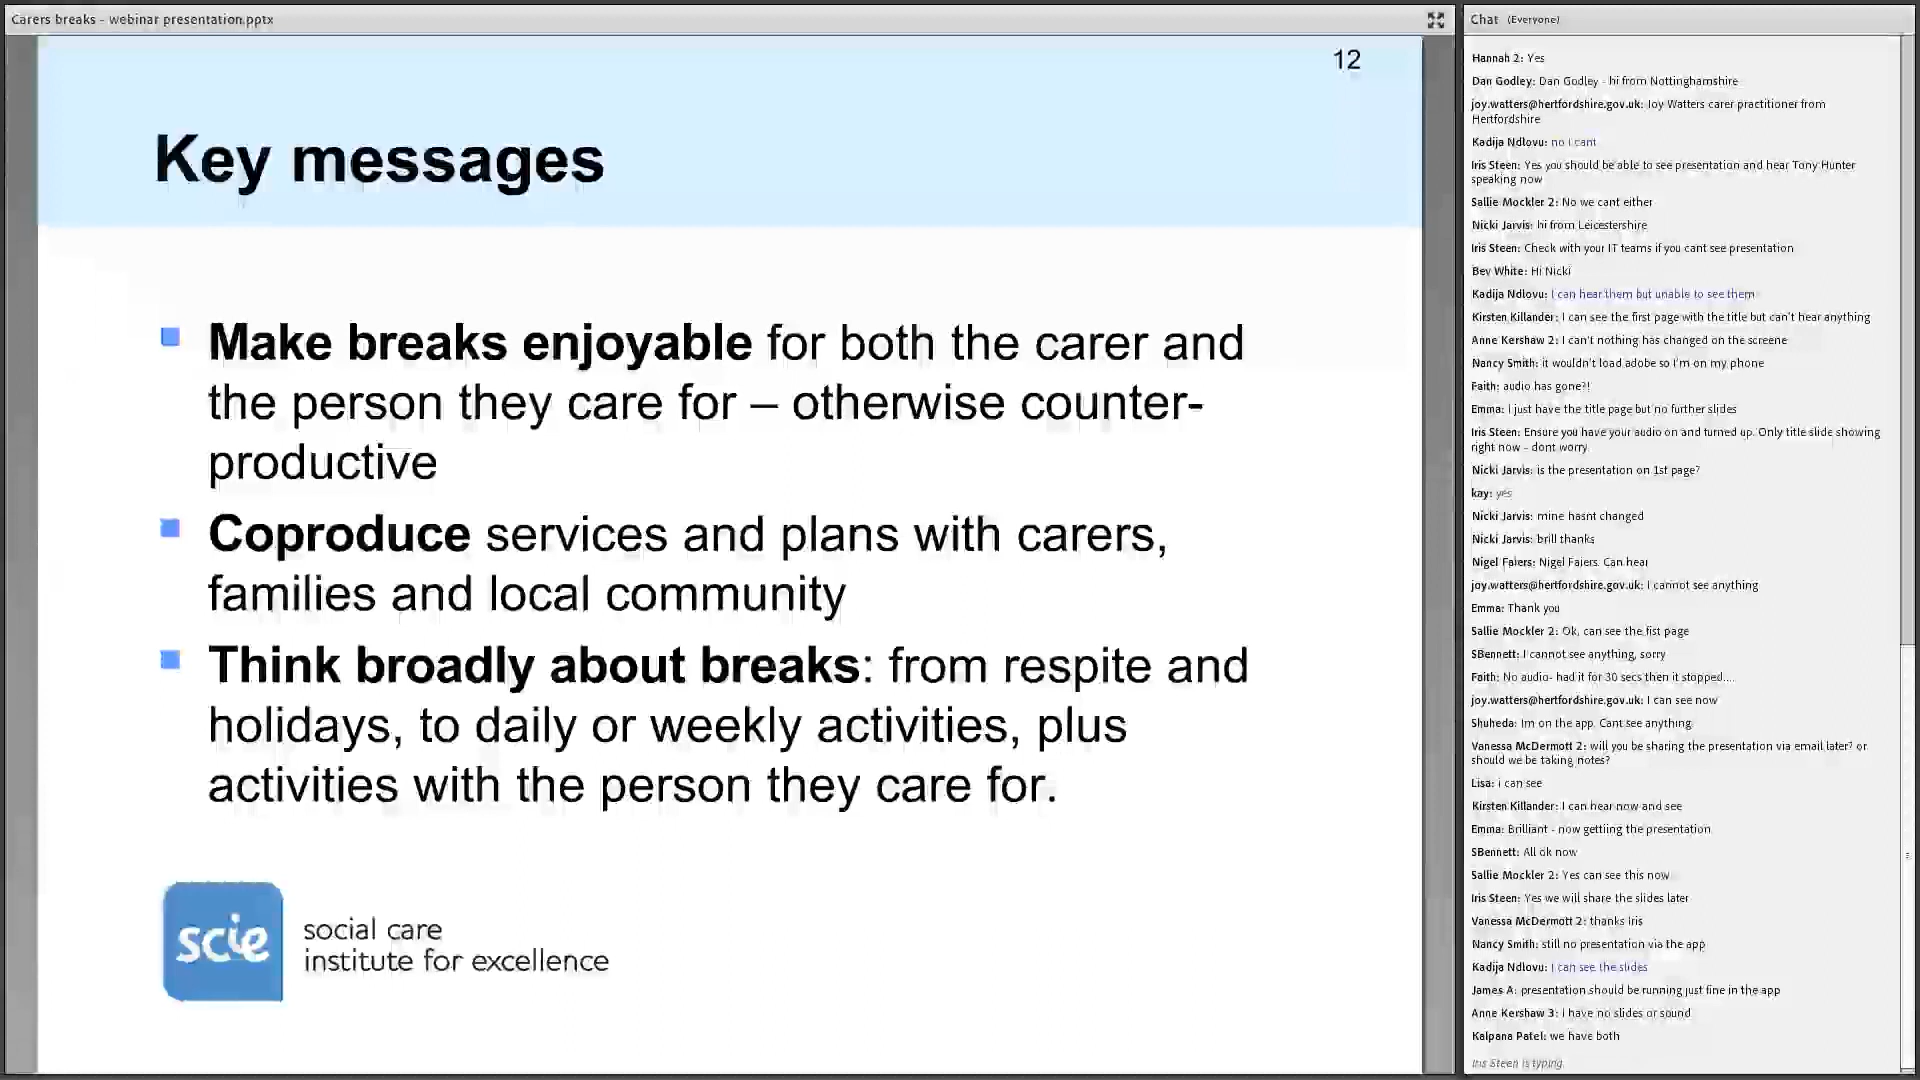 Carers breaks - webinar presentation.pptx
12
Key messages
Make breaks enjoyable for both the carer and
the person they care for – otherwise counter-
productive
Coproduce services and plans with carers,
families and local community
Think broadly about breaks: from respite and
holidays, to daily or weekly activities, plus
activities with the person they care for.
scie
social care
institute for excellence
Chat (Everyone)
Hannah 2: Yes
Dan Godley: Dan Godley - hi from Nottinghamshire
joy.watters@hertfordshire.gov.uk: Joy Watters carer practitioner from
Hertfordshire
Kadija Ndlovu: no i cant
Iris Steen: Yes you should be able to see presentation and hear Tony Hunter
speaking now
Sallie Mockler 2: No we cant either
Nicki Jarvis: hi from Leicestershire
Iris Steen: Check with your IT teams if you cant see presentation
Bev White: Hi Nicki
Kadija Ndlovu: I can hear them but unable to see them
Kirsten Killander: I can see the first page with the title but can't hear anything
Anne Kershaw 2: I can't nothing has changed on the screene
Nancy Smith: it wouldn't load adobe so I'm on my phone
Faith: audio has gone?!
Emma: I just have the title page but no further slides
Iris Steen: Ensure you have your audio on and turned up. Only title slide showing
right now - dont worry
Nicki Jarvis: is the presentation on 1st page?
kay: yes
Nicki Jarvis: mine hasnt changed
Nicki Jarvis: brill thanks
Nigel Faiers: Nigel Faiers. Can hear
joy.watters@hertfordshire.gov.uk: I cannot see anything
Emma: Thank you
Sallie Mockler 2: Ok, can see the fist page
SBennett: I cannot see anything, sorry
Faith: No audio- had it for 30 secs then it stopped....
joy.watters@hertfordshire.gov.uk: I can see now
Shuheda: Im on the app. Cant see anything
Vanessa McDermott 2: will you be sharing the presentation via email later? or
should we be taking notes?
Lisa: i can see
Kirsten Killander: I can hear now and see
Emma: Brilliant - now gettiing the presentation
SBennett: All ok now
Sallie Mockler 2: Yes can see this now
Iris Steen: Yes we will share the slides later
Vanessa McDermott 2: thanks Iris
Nancy Smith: still no presentation via the app
Kadija Ndlovu: I can see the slides
James A: presentation should be running just fine in the app
Anne Kershaw 3: I have no slides or sound
Kalpana Patel: we have both
Iris Steen is typing.